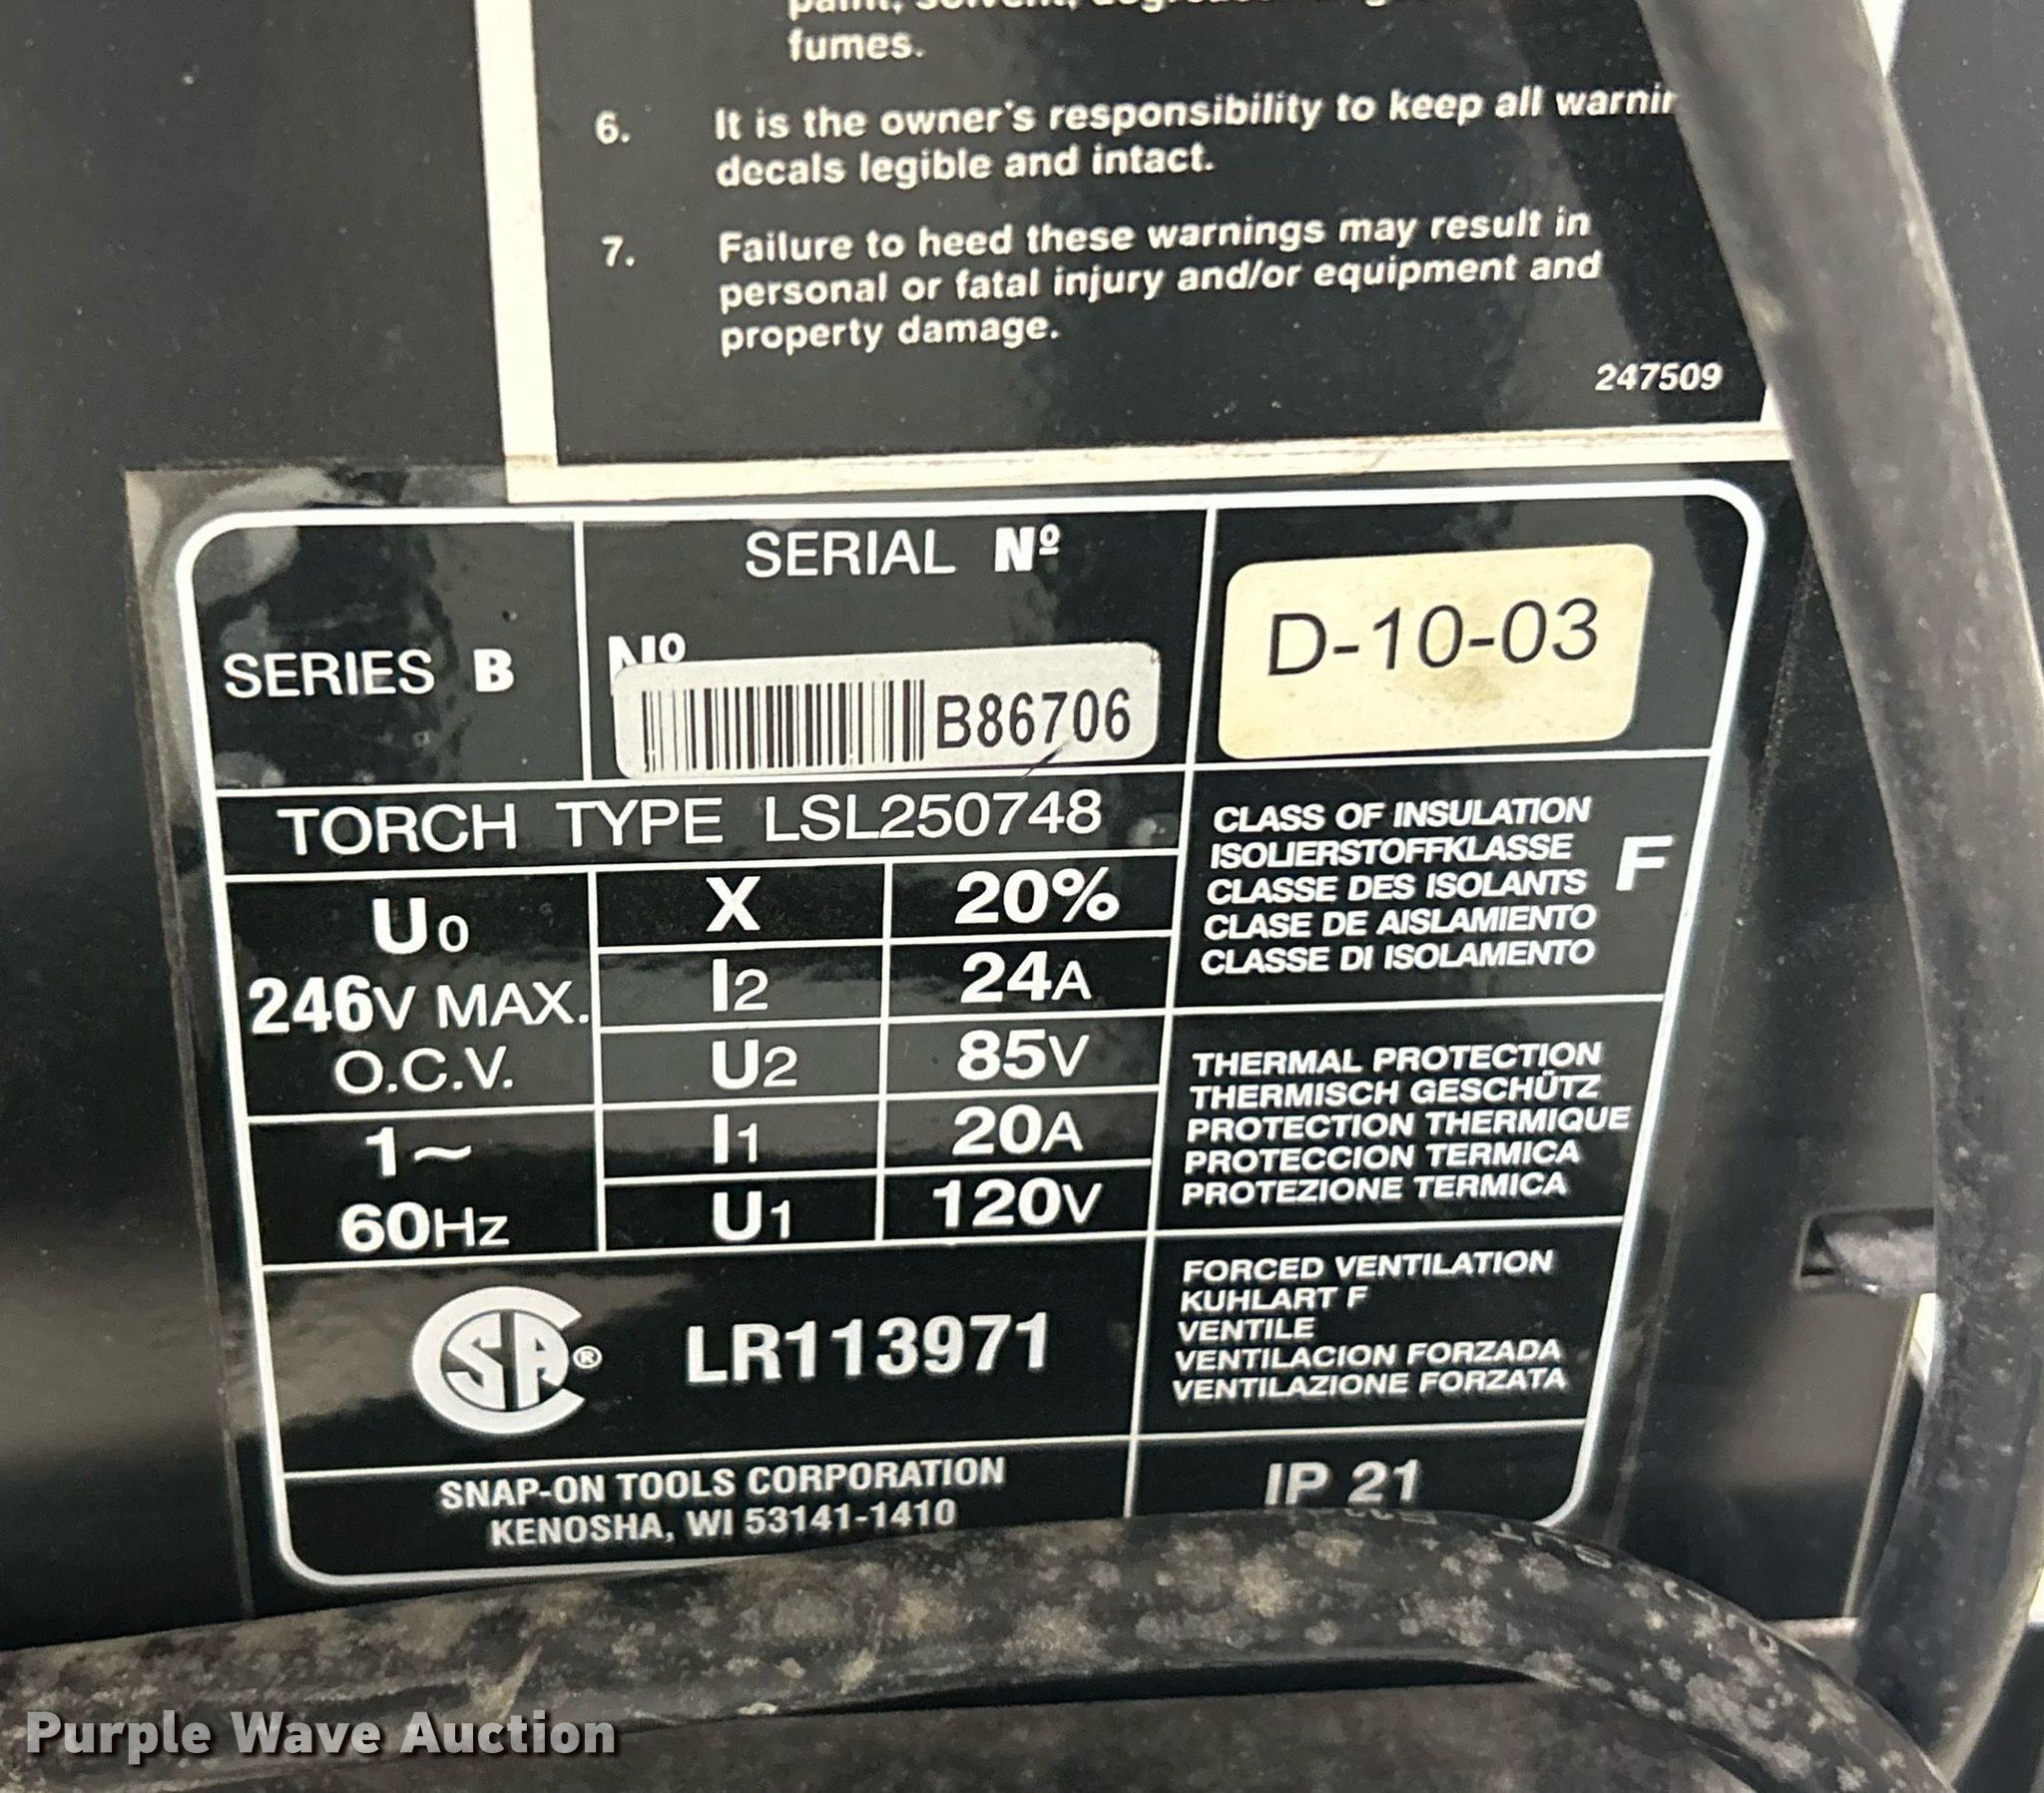 fumes.
6. It is the owner's responsibility to keep all warnin
decals legible and intact.
7. Failure to heed these warnings may result in
personal or fatal injury and/or equipment and
property damage.
247509
SERIAL Nº
SERIES B
Nº
B86706
D-10-03
TORCH TYPE LSL250748
U0
246V MAX.
O.C.V.
1~
60Hz
X 20%
I2 24A
U2 85V
I1 20A
U1 120V
CLASS OF INSULATION
ISOLIERSTOFFKLASSE
CLASSE DES ISOLANTS
CLASE DE AISLAMIENTO
CLASSE DI ISOLAMENTO
F
THERMAL PROTECTION
THERMISCH GESCHÜTZ
PROTECTION THERMIQUE
PROTECCION TERMICA
PROTEZIONE TERMICA
SA® LR113971
FORCED VENTILATION
KUHLART F
VENTILE
VENTILACION FORZADA
VENTILAZIONE FORZATA
SNAP-ON TOOLS CORPORATION
KENOSHA, WI 53141-1410
IP 21
Purple Wave Auction